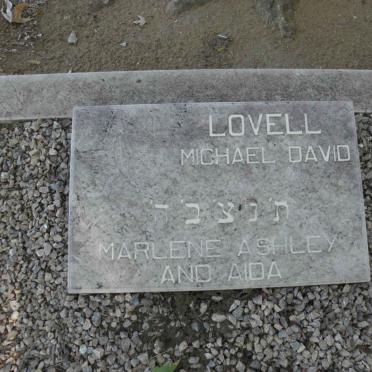 LOVELL
MICHAEL DAVID
ת נ צ ב ה
MARLENE ASHLEY
AND AIDA